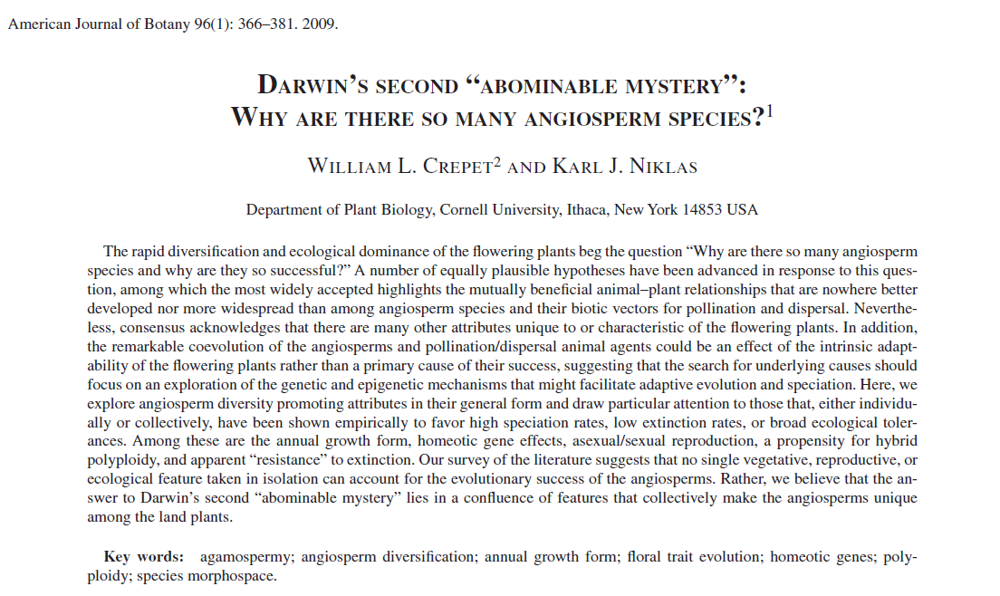 American Journal of Botany 96(1): 366–381. 2009.
Darwin's second “abominable mystery”:
Why are there so many angiosperm species?1
William L. Crepet2 and Karl J. Niklas
Department of Plant Biology, Cornell University, Ithaca, New York 14853 USA
The rapid diversification and ecological dominance of the flowering plants beg the question “Why are there so many angiosperm
species and why are they so successful?” A number of equally plausible hypotheses have been advanced in response to this ques-
tion, among which the most widely accepted highlights the mutually beneficial animal–plant relationships that are nowhere better
developed nor more widespread than among angiosperm species and their biotic vectors for pollination and dispersal. Neverthe-
less, consensus acknowledges that there are many other attributes unique to or characteristic of the flowering plants. In addition,
the remarkable coevolution of the angiosperms and pollination/dispersal animal agents could be an effect of the intrinsic adapt-
ability of the flowering plants rather than a primary cause of their success, suggesting that the search for underlying causes should
focus on an exploration of the genetic and epigenetic mechanisms that might facilitate adaptive evolution and speciation. Here, we
explore angiosperm diversity promoting attributes in their general form and draw particular attention to those that, either individu-
ally or collectively, have been shown empirically to favor high speciation rates, low extinction rates, or broad ecological toler-
ances. Among these are the annual growth form, homeotic gene effects, asexual/sexual reproduction, a propensity for hybrid
polyploidy, and apparent “resistance” to extinction. Our survey of the literature suggests that no single vegetative, reproductive, or
ecological feature taken in isolation can account for the evolutionary success of the angiosperms. Rather, we believe that the an-
swer to Darwin's second “abominable mystery” lies in a confluence of features that collectively make the angiosperms unique
among the land plants.
Key words: agamospermy; angiosperm diversification; annual growth form; floral trait evolution; homeotic genes; poly-
ploidy; species morphospace.